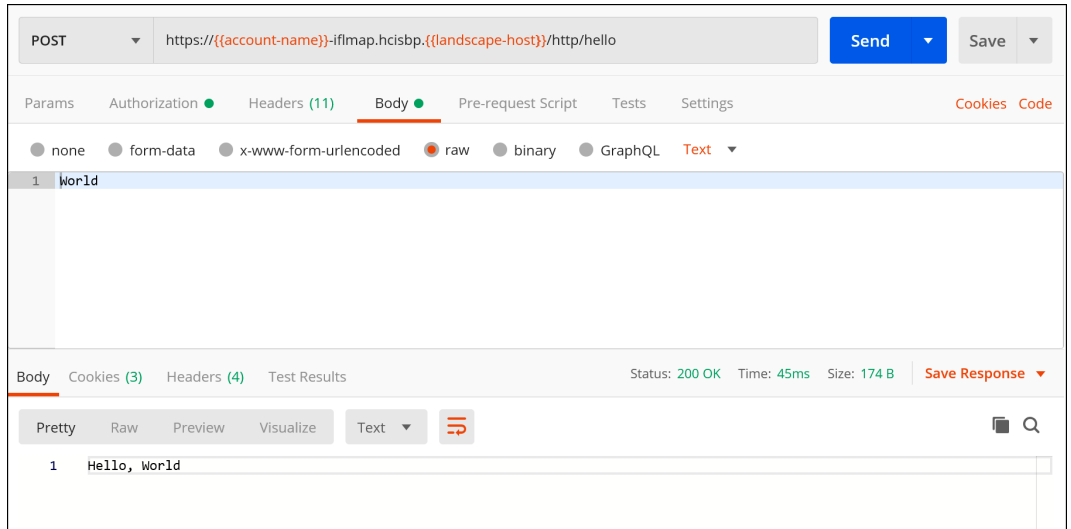 POST https://{{account-name}}-iflmap.hcisbp.{{landscape-host}}/http/hello Send Save
Params Authorization Headers (11) Body Pre-request Script Tests Settings Cookies Code
none form-data x-www-form-urlencoded raw binary GraphQL Text
1 World
Body Cookies (3) Headers (4) Test Results Status: 200 OK Time: 45ms Size: 174 B Save Response
Pretty Raw Preview Visualize Text
1 Hello, World